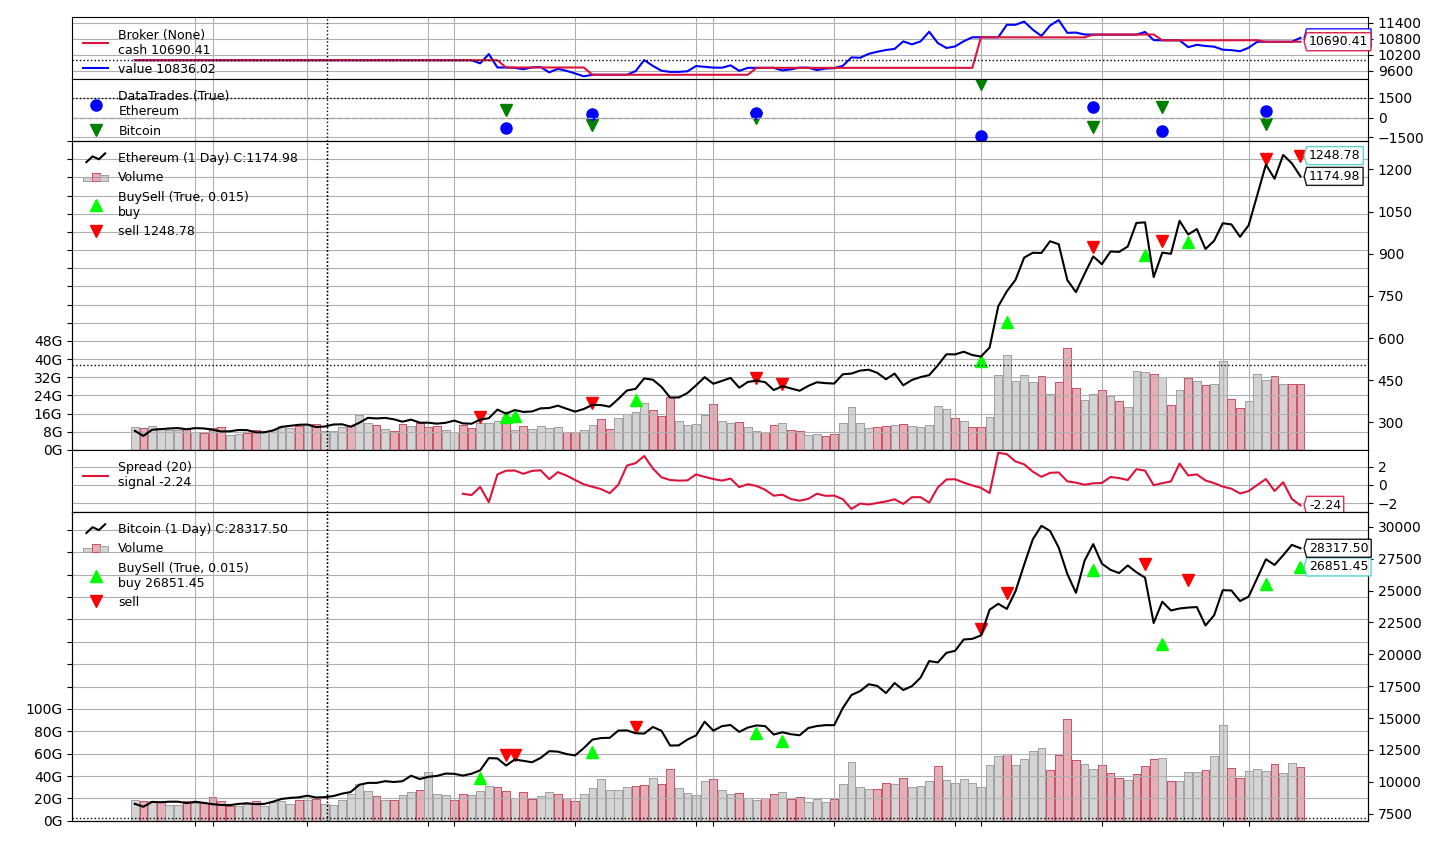 Broker (None)
cash 10690.41
value 10836.02
11400
10800
10690.41
10200
9600
DataTrades (True)
Ethereum
Bitcoin
1500
0
−1500
Ethereum (1 Day) C:1174.98
Volume
BuySell (True, 0.015)
buy
sell 1248.78
48G
40G
32G
24G
16G
8G
0G
1248.78
1200
1174.98
1050
900
750
600
450
300
Spread (20)
signal -2.24
2
0
−2
-2.24
Bitcoin (1 Day) C:28317.50
Volume
BuySell (True, 0.015)
buy 26851.45
sell
100G
80G
60G
40G
20G
0G
30000
28317.50
27500
26851.45
25000
22500
20000
17500
15000
12500
10000
7500